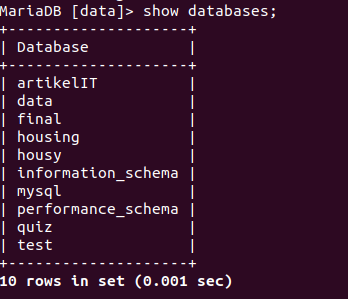 MariaDB [data]> show databases;
+--------------------+
| Database           |
+--------------------+
| artikelIT          |
| data               |
| final              |
| housing            |
| housy              |
| information_schema |
| mysql              |
| performance_schema |
| quiz               |
| test               |
+--------------------+
10 rows in set (0.001 sec)